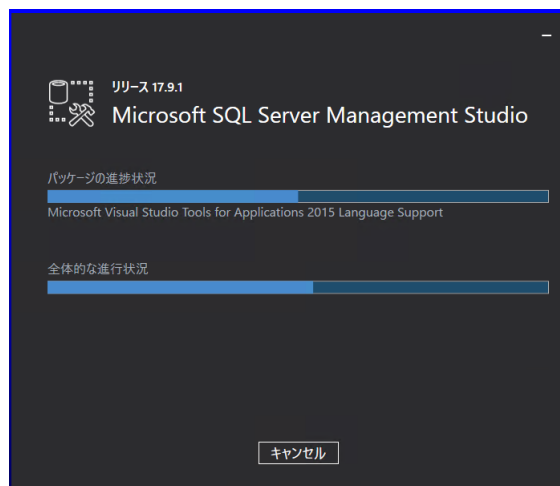 リリース 17.9.1
Microsoft SQL Server Management Studio
パッケージの進捗状況
Microsoft Visual Studio Tools for Applications 2015 Language Support
全体的な進行状況
キャンセル